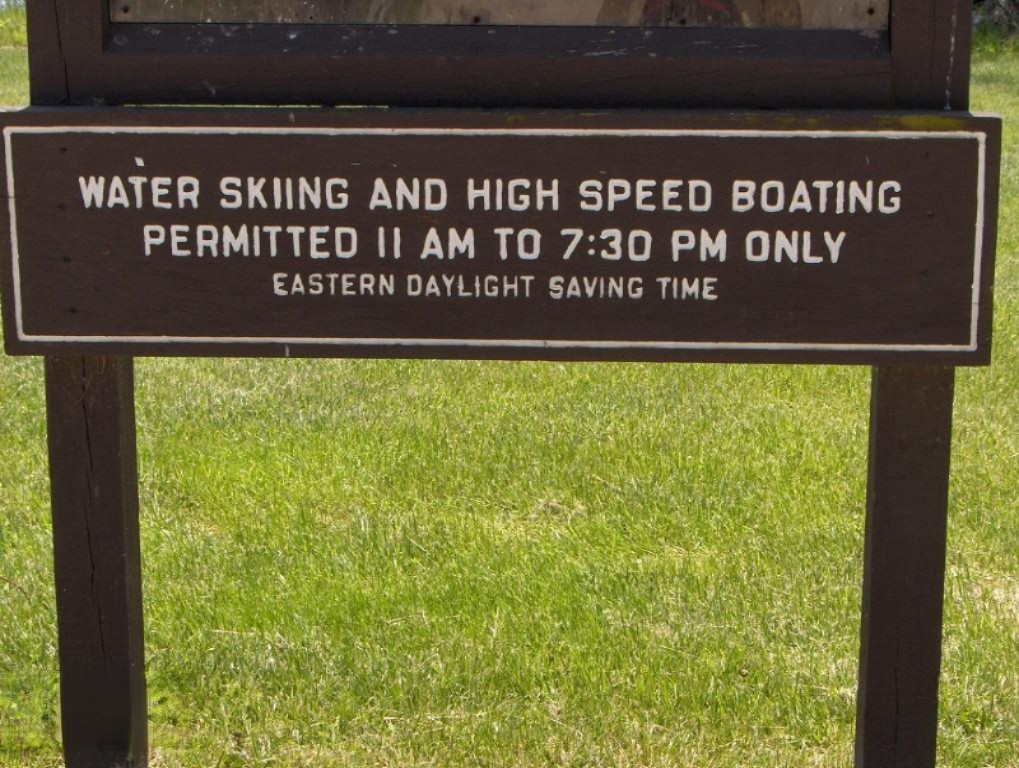 WATER SKIING AND HIGH SPEED BOATING
PERMITTED 11 AM TO 7:30 PM ONLY
EASTERN DAYLIGHT SAVING TIME